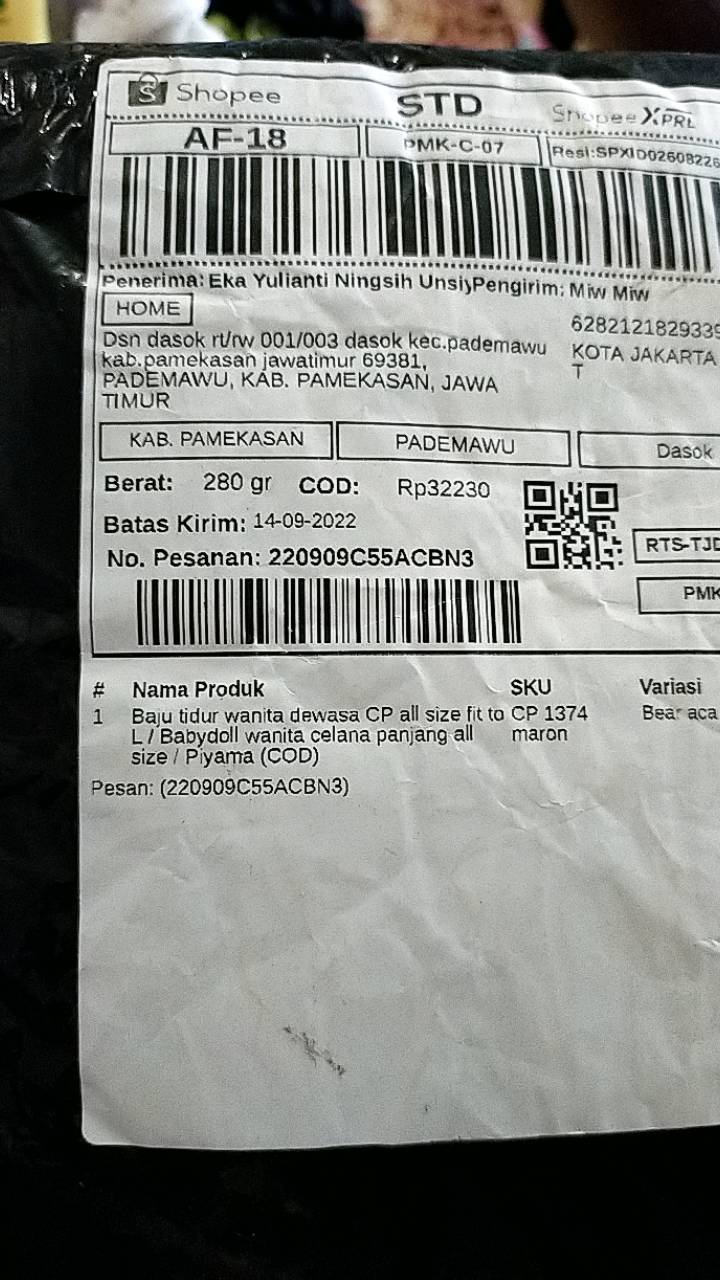 Shopee STD Shopee XPRE
AF-18 PMK-C-07 Resi:SPXID02608226
Penerima: Eka Yulianti Ningsih Unsiy Pengirim: Miw Miw
HOME
6282121829339
Dsn dasok rt/rw 001/003 dasok kec.pademawu
KOTA JAKARTA
kab.pamekasan jawatimur 69381,
T
PADEMAWU, KAB. PAMEKASAN, JAWA
TIMUR
KAB. PAMEKASAN PADEMAWU Dasok
Berat: 280 gr COD: Rp32230
Batas Kirim: 14-09-2022
RTS-TJD
No. Pesanan: 220909C55ACBN3
PMK
# Nama Produk SKU Variasi
1 Baju tidur wanita dewasa CP all size fit to CP 1374 Bear aca
L / Babydoll wanita celana panjang all maron
size / Piyama (COD)
Pesan: (220909C55ACBN3)